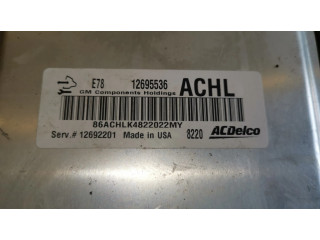 E78 12695536 ACHL
GM Components Holdings
86ACHLK4822022MY
Serv.# 12692201 Made in USA 8220 ACDelco